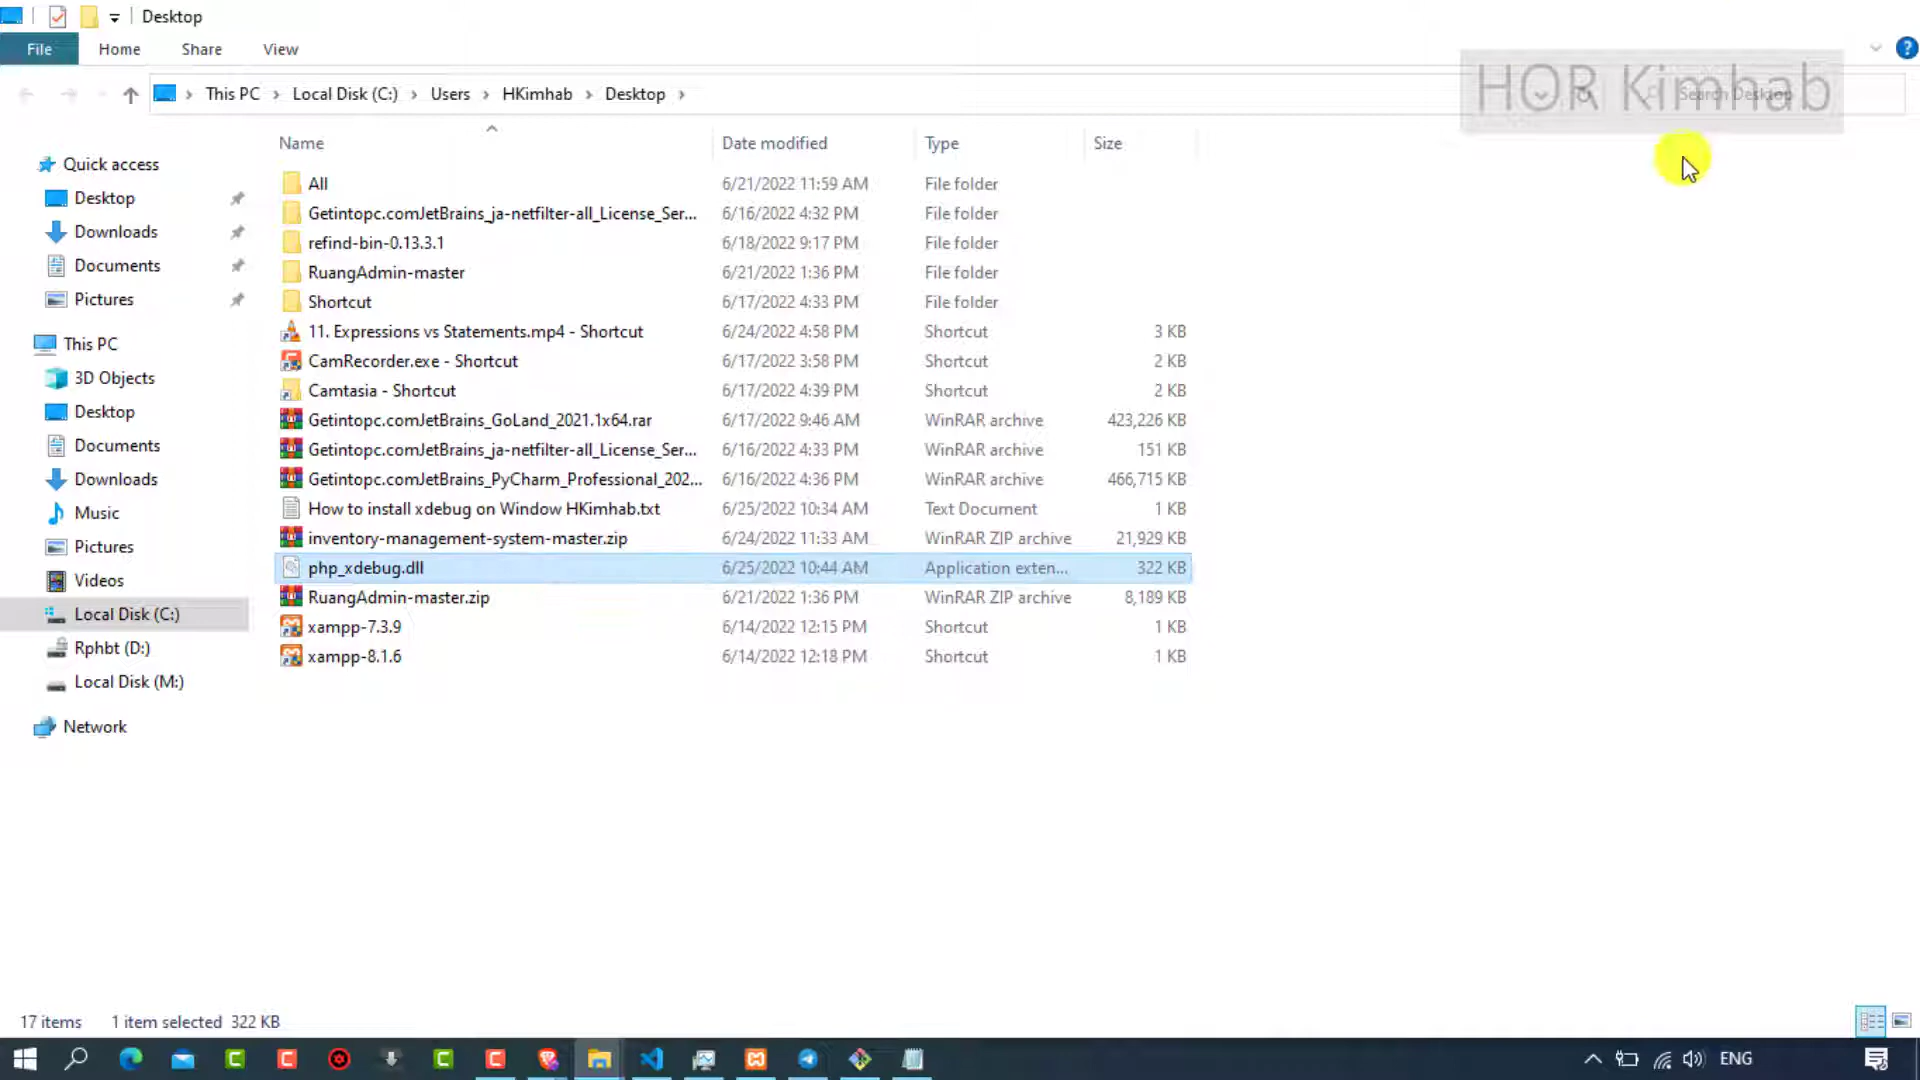 Desktop
File Home Share View
This PC Local Disk (C:) Users HKimhab Desktop
Search Desktop
HOR Kimhab
Name Date modified Type Size
Quick access
Desktop
Downloads
Documents
Pictures
This PC
3D Objects
Desktop
Documents
Downloads
Music
Pictures
Videos
Local Disk (C:)
Rphbt (D:)
Local Disk (M:)
Network
All 6/21/2022 11:59 AM File folder
Getintopc.comJetBrains_ja-netfilter-all_License_Ser... 6/16/2022 4:32 PM File folder
refind-bin-0.13.3.1 6/18/2022 9:17 PM File folder
RuangAdmin-master 6/21/2022 1:36 PM File folder
Shortcut 6/17/2022 4:33 PM File folder
11. Expressions vs Statements.mp4 - Shortcut 6/24/2022 4:58 PM Shortcut 3 KB
CamRecorder.exe - Shortcut 6/17/2022 3:58 PM Shortcut 2 KB
Camtasia - Shortcut 6/17/2022 4:39 PM Shortcut 2 KB
Getintopc.comJetBrains_GoLand_2021.1x64.rar 6/17/2022 9:46 AM WinRAR archive 423,226 KB
Getintopc.comJetBrains_ja-netfilter-all_License_Ser... 6/16/2022 4:33 PM WinRAR archive 151 KB
Getintopc.comJetBrains_PyCharm_Professional_202... 6/16/2022 4:36 PM WinRAR archive 466,715 KB
How to install xdebug on Window HKimhab.txt 6/25/2022 10:34 AM Text Document 1 KB
inventory-management-system-master.zip 6/24/2022 11:33 AM WinRAR ZIP archive 21,929 KB
php_xdebug.dll 6/25/2022 10:44 AM Application exten... 322 KB
RuangAdmin-master.zip 6/21/2022 1:36 PM WinRAR ZIP archive 8,189 KB
xampp-7.3.9 6/14/2022 12:15 PM Shortcut 1 KB
xampp-8.1.6 6/14/2022 12:18 PM Shortcut 1 KB
17 items 1 item selected 322 KB
ENG